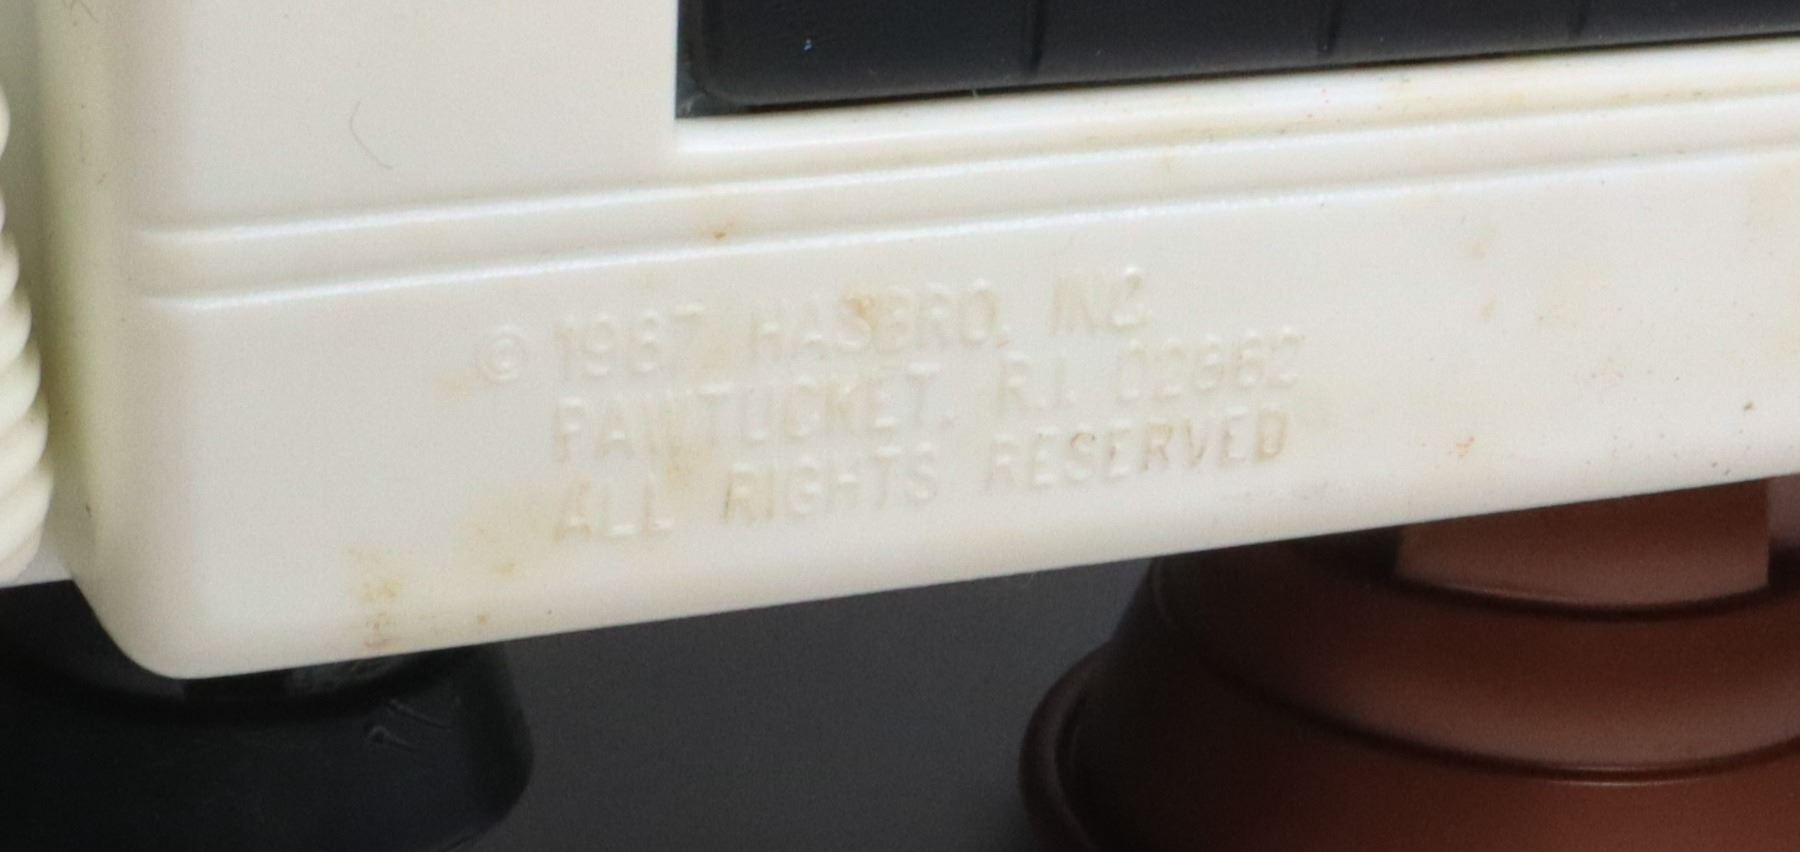 © 1987 HASBRO, INC.
PAWTUCKET, R.I. 02862
ALL RIGHTS RESERVED